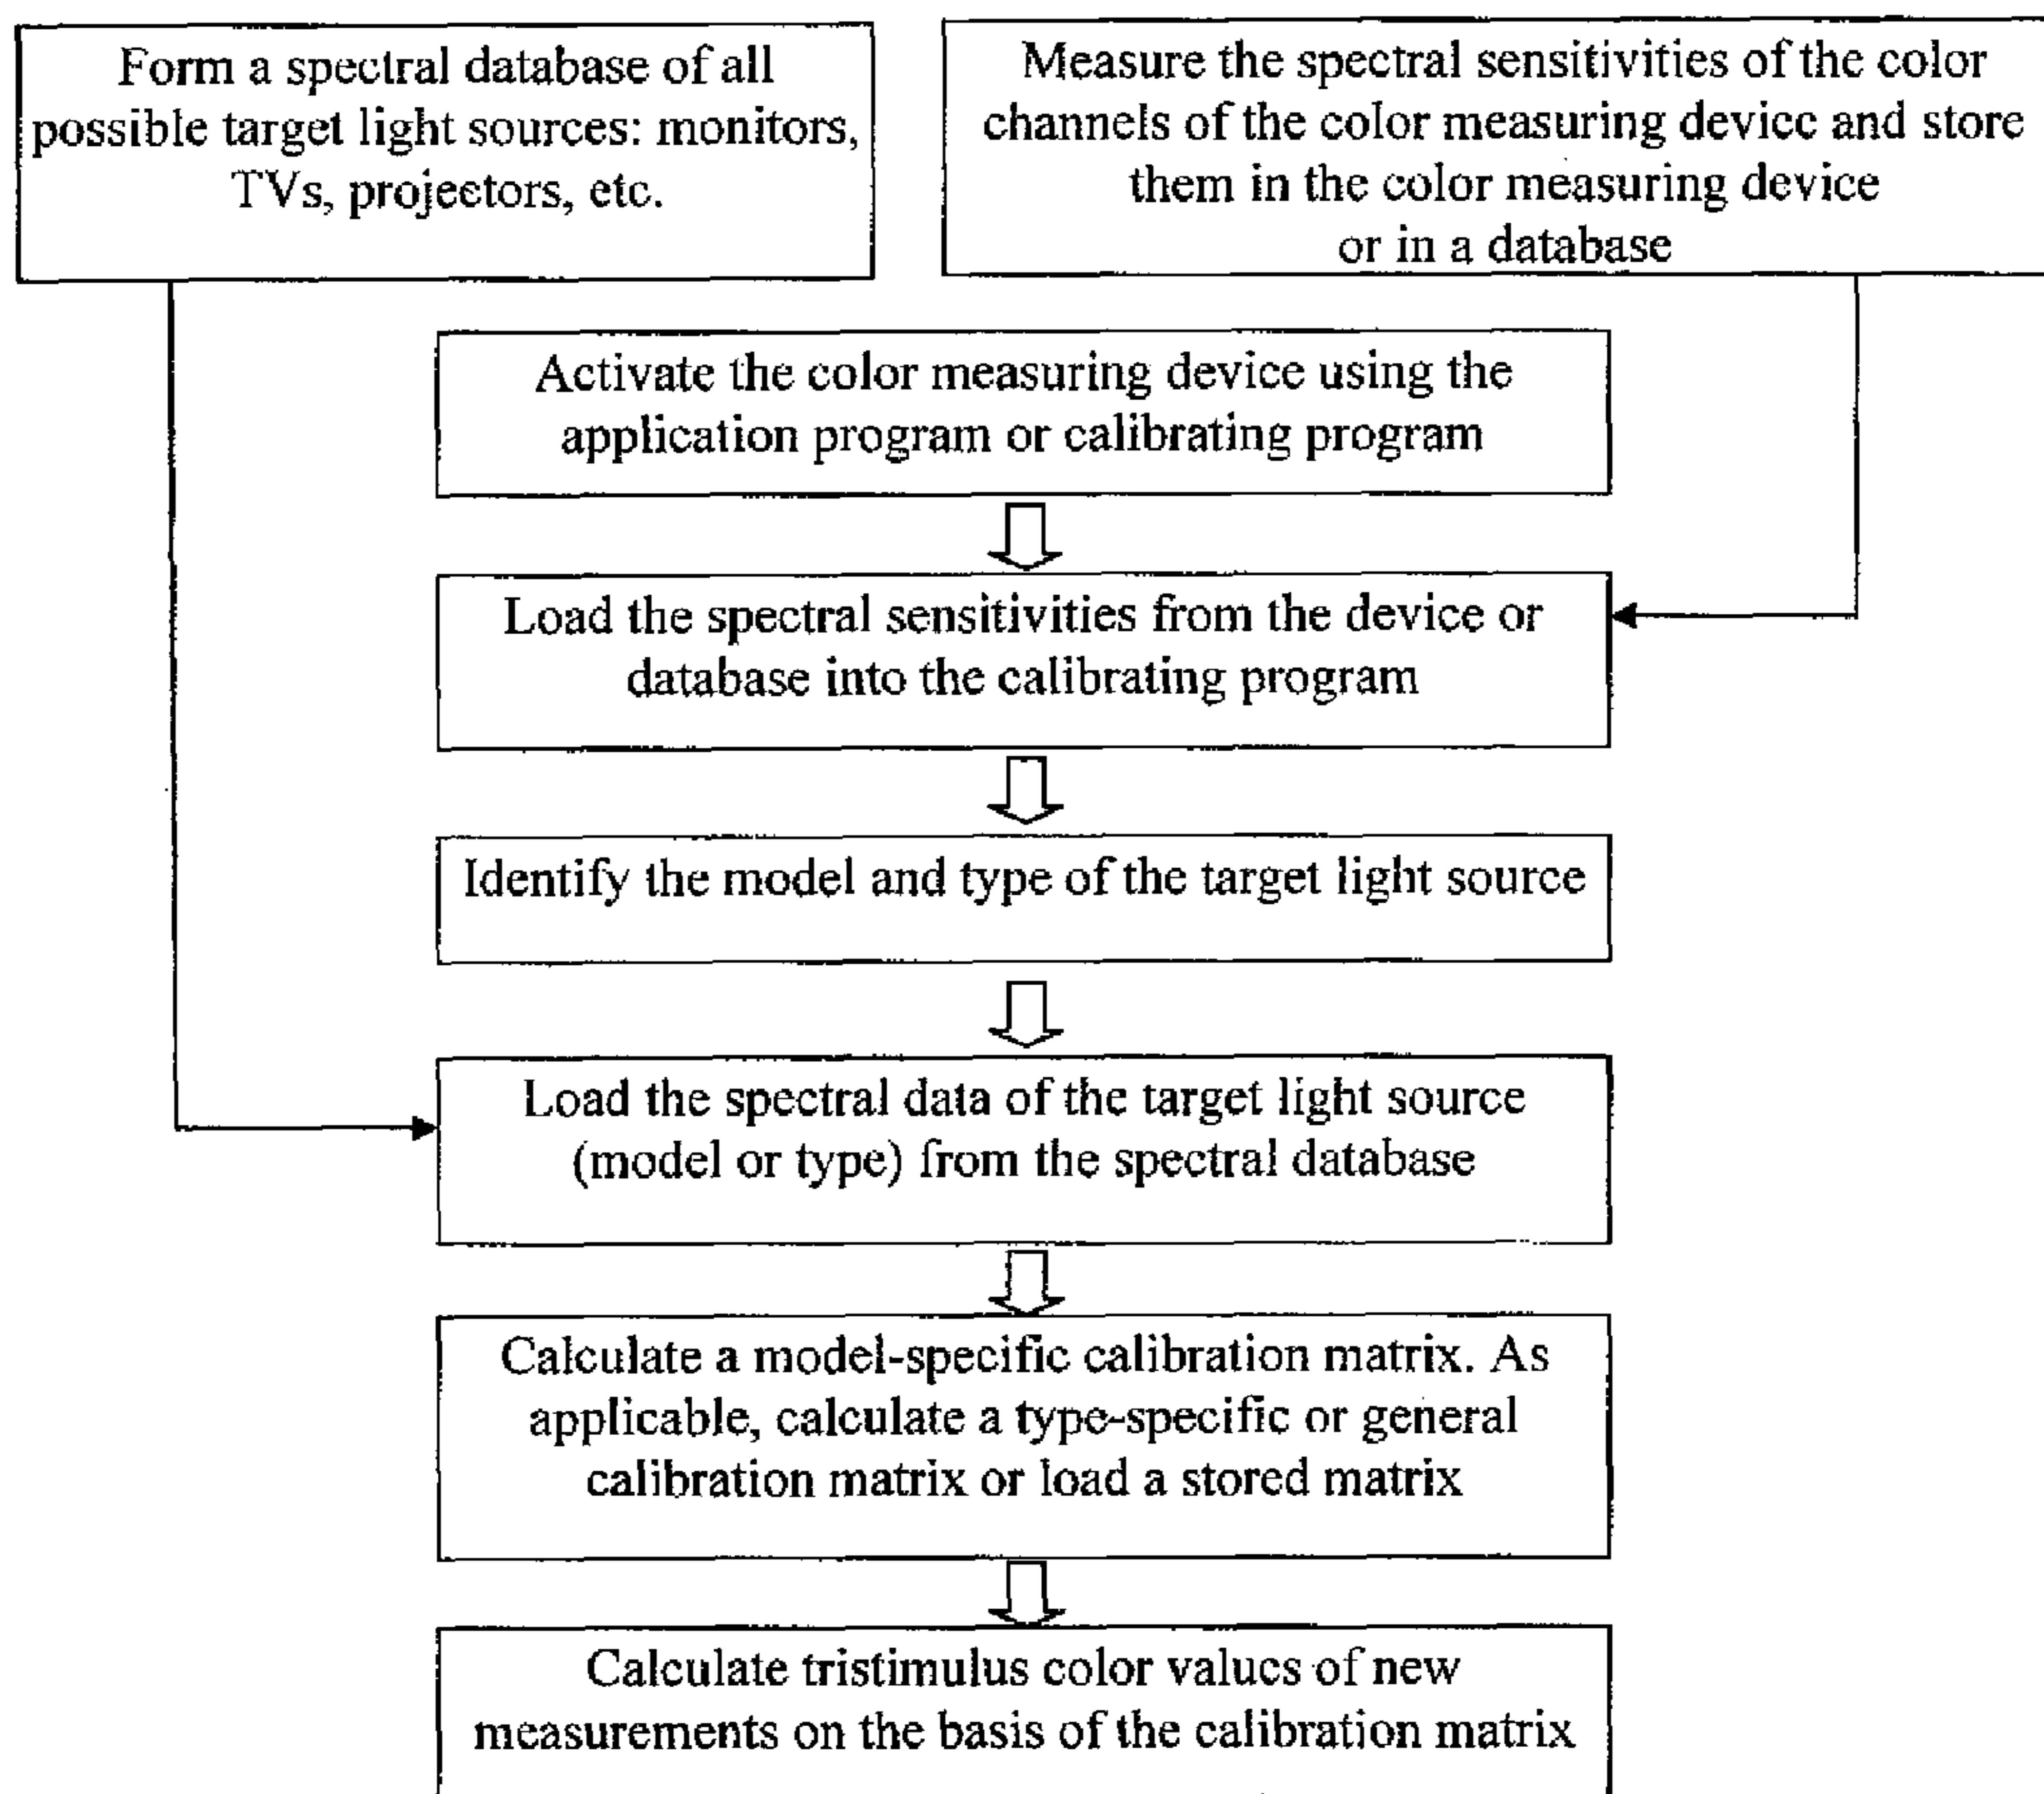 Form a spectral database of all
possible target light sources: monitors,
TVs, projectors, etc.
Measure the spectral sensitivities of the color
channels of the color measuring device and store
them in the color measuring device
or in a database
Activate the color measuring device using the
application program or calibrating program
Load the spectral sensitivities from the device or
database into the calibrating program
Identify the model and type of the target light source
Load the spectral data of the target light source
(model or type) from the spectral database
Calculate a model-specific calibration matrix. As
applicable, calculate a type-specific or general
calibration matrix or load a stored matrix
Calculate tristimulus color values of new
measurements on the basis of the calibration matrix